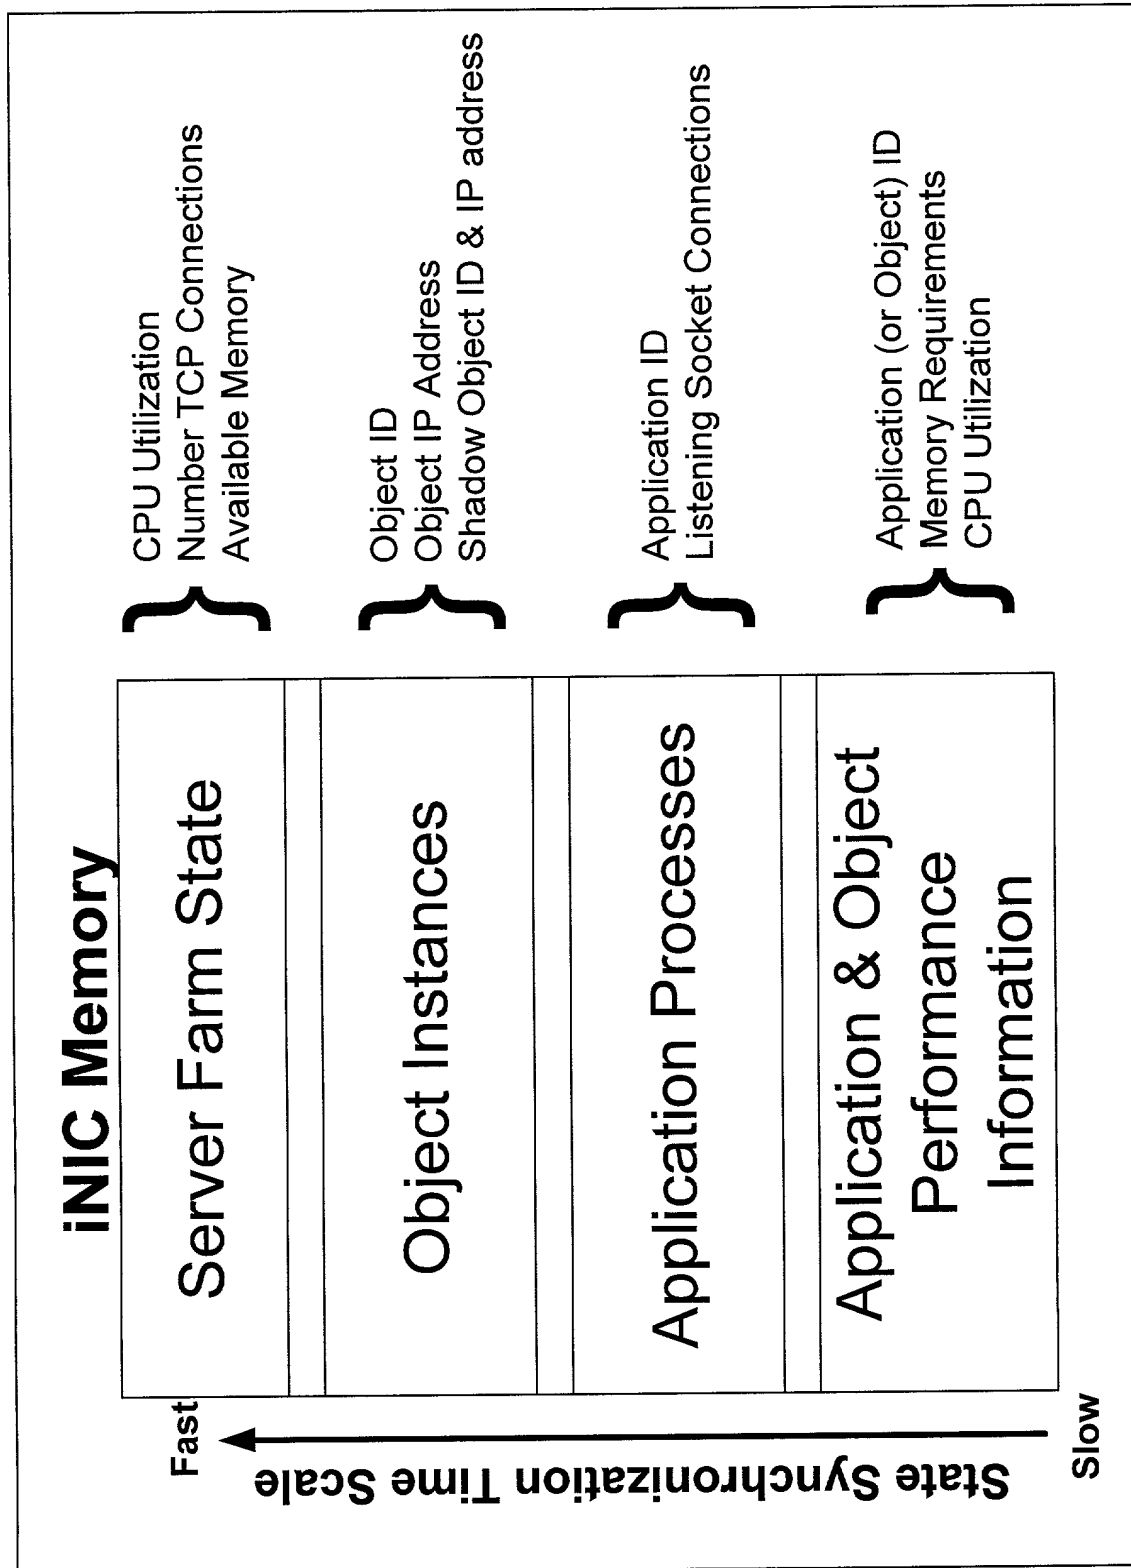 iNIC Memory
Fast
State Synchronization Time Scale
Slow
Server Farm State
CPU Utilization
Number TCP Connections
Available Memory
Object Instances
Object ID
Object IP Address
Shadow Object ID & IP address
Application Processes
Application ID
Listening Socket Connections
Application & Object
Performance
Information
Application (or Object) ID
Memory Requirements
CPU Utilization